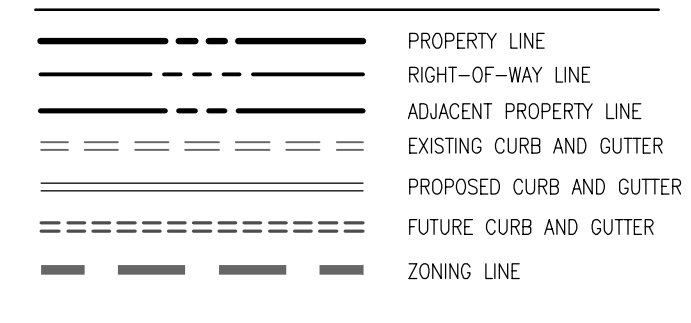 PROPERTY LINE
RIGHT-OF-WAY LINE
ADJACENT PROPERTY LINE
EXISTING CURB AND GUTTER
PROPOSED CURB AND GUTTER
FUTURE CURB AND GUTTER
ZONING LINE